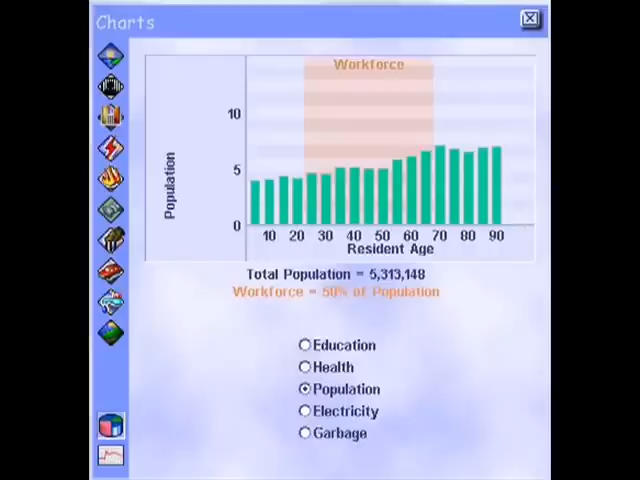 Charts
Workforce
10
5
0
Population
10 20 30 40 50 60 70 80 90
Resident Age
Total Population = 5,313,148
Workforce = 50% of Population
Education
Health
Population
Electricity
Garbage